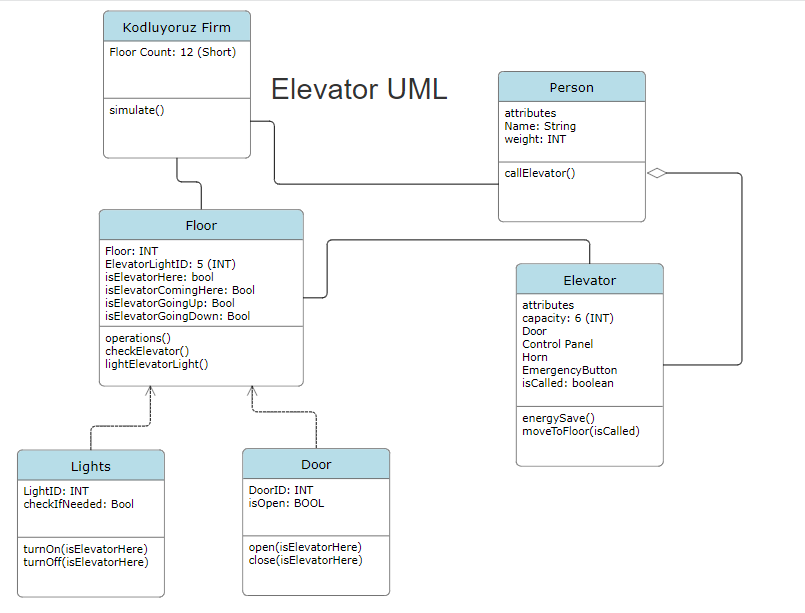 Kodluyoruz Firm
Floor Count: 12 (Short)
simulate()
Elevator UML
Person
attributes
Name: String
weight: INT
callElevator()
Floor
Floor: INT
ElevatorLightID: 5 (INT)
isElevatorHere: bool
isElevatorComingHere: Bool
isElevatorGoingUp: Bool
isElevatorGoingDown: Bool
operations()
checkElevator()
lightElevatorLight()
Elevator
attributes
capacity: 6 (INT)
Door
Control Panel
Horn
EmergencyButton
isCalled: boolean
energySave()
moveToFloor(isCalled)
Lights
LightID: INT
checkIfNeeded: Bool
turnOn(isElevatorHere)
turnOff(isElevatorHere)
Door
DoorID: INT
isOpen: BOOL
open(isElevatorHere)
close(isElevatorHere)